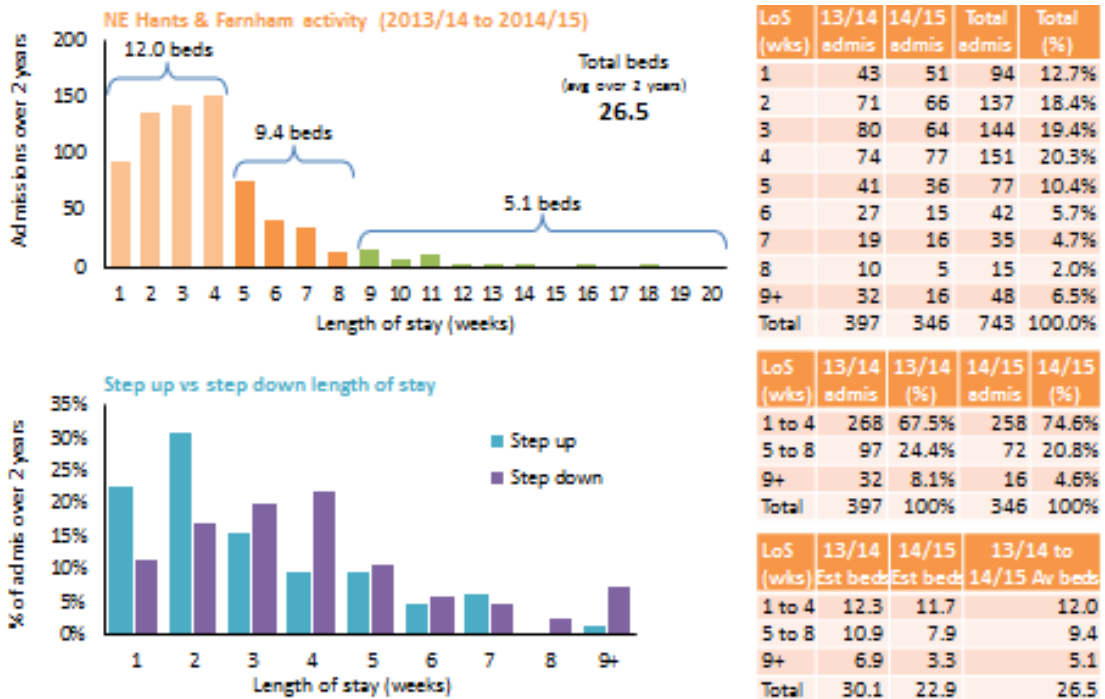 NE Hants & Farnham activity (2013/14 to 2014/15)
Admissions over 2 years
200
150
100
50
0
12.0 beds
9.4 beds
5.1 beds
Total beds
(avg over 2 years)
26.5
1 2 3 4 5 6 7 8 9 10 11 12 13 14 15 16 17 18 19 20
Length of stay (weeks)
LoS (wks) 13/14 admis 14/15 admis Total admis Total (%)
1 43 51 94 12.7%
2 71 66 137 18.4%
3 80 64 144 19.4%
4 74 77 151 20.3%
5 41 36 77 10.4%
6 27 15 42 5.7%
7 19 16 35 4.7%
8 10 5 15 2.0%
9+ 32 16 48 6.5%
Total 397 346 743 100.0%
Step up vs step down length of stay
% of admis over 2 years
35%
30%
25%
20%
15%
10%
5%
0%
Step up
Step down
1 2 3 4 5 6 7 8 9+
Length of stay (weeks)
LoS (wks) 13/14 admis 13/14 (%) 14/15 admis 14/15 (%)
1 to 4 268 67.5% 258 74.6%
5 to 8 97 24.4% 72 20.8%
9+ 32 8.1% 16 4.6%
Total 397 100% 346 100%
LoS (wks) 13/14 Est beds 14/15 Est beds 13/14 to 14/15 Av beds
1 to 4 12.3 11.7 12.0
5 to 8 10.9 7.9 9.4
9+ 6.9 3.3 5.1
Total 30.1 22.9 26.5